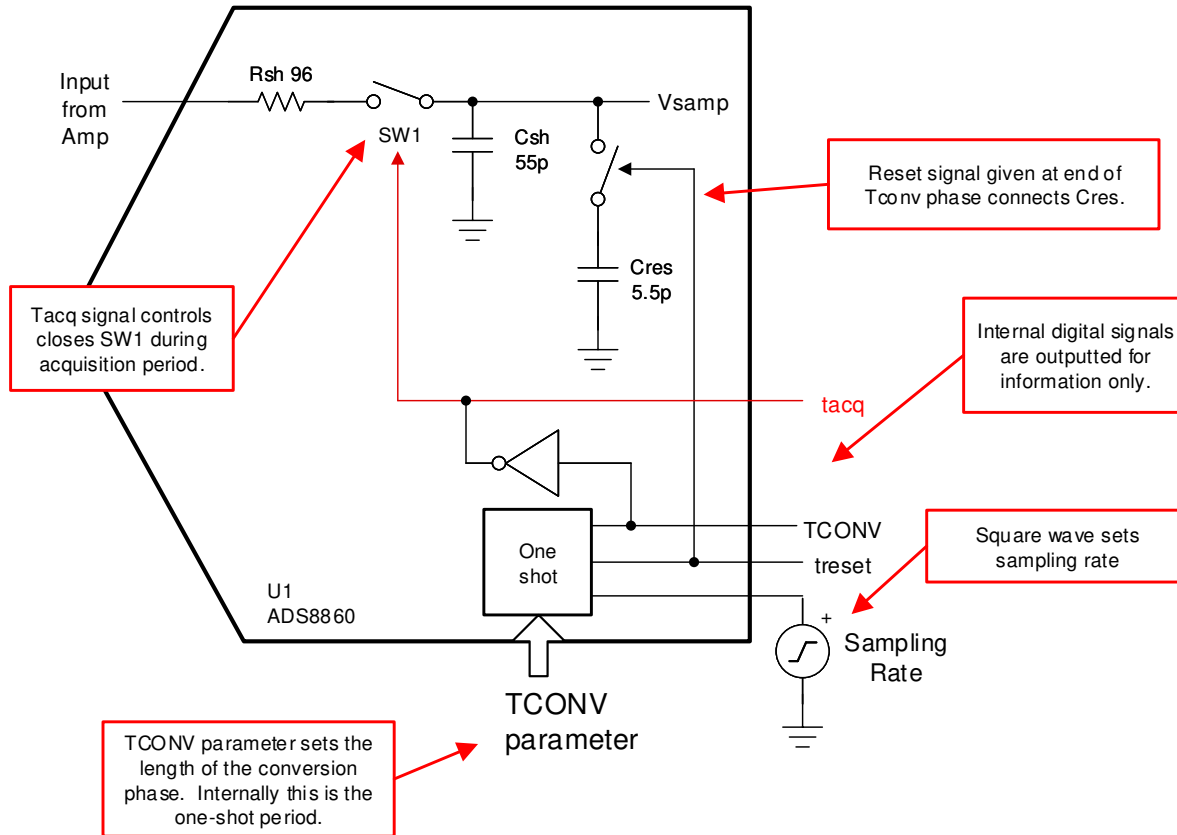 Input
from
Amp
Rsh 96
SW1
Csh
55p
Vsamp
Cres
5.5p
Reset signal given at end of
Tconv phase connects Cres.
Tacq signal controls
closes SW1 during
acquisition period.
Internal digital signals
are outputted for
information only.
tacq
TCONV
treset
One
shot
Square wave sets
sampling rate
U1
ADS8860
+
Sampling
Rate
TCONV
parameter
TCONV parameter sets the
length of the conversion
phase. Internally this is the
one-shot period.